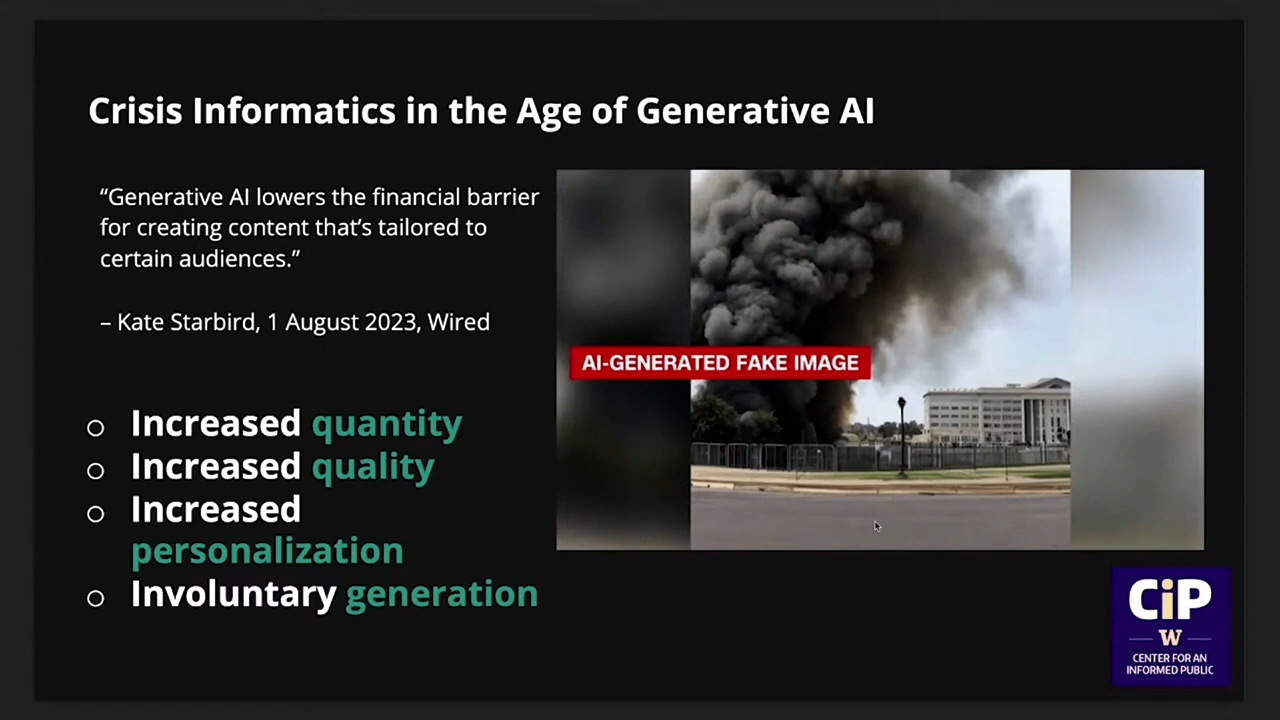 Crisis Informatics in the Age of Generative AI
“Generative AI lowers the financial barrier
for creating content that’s tailored to
certain audiences.”
– Kate Starbird, 1 August 2023, Wired
Increased quantity
Increased quality
Increased
personalization
Involuntary generation
AI-GENERATED FAKE IMAGE
CiP
W
CENTER FOR AN
INFORMED PUBLIC